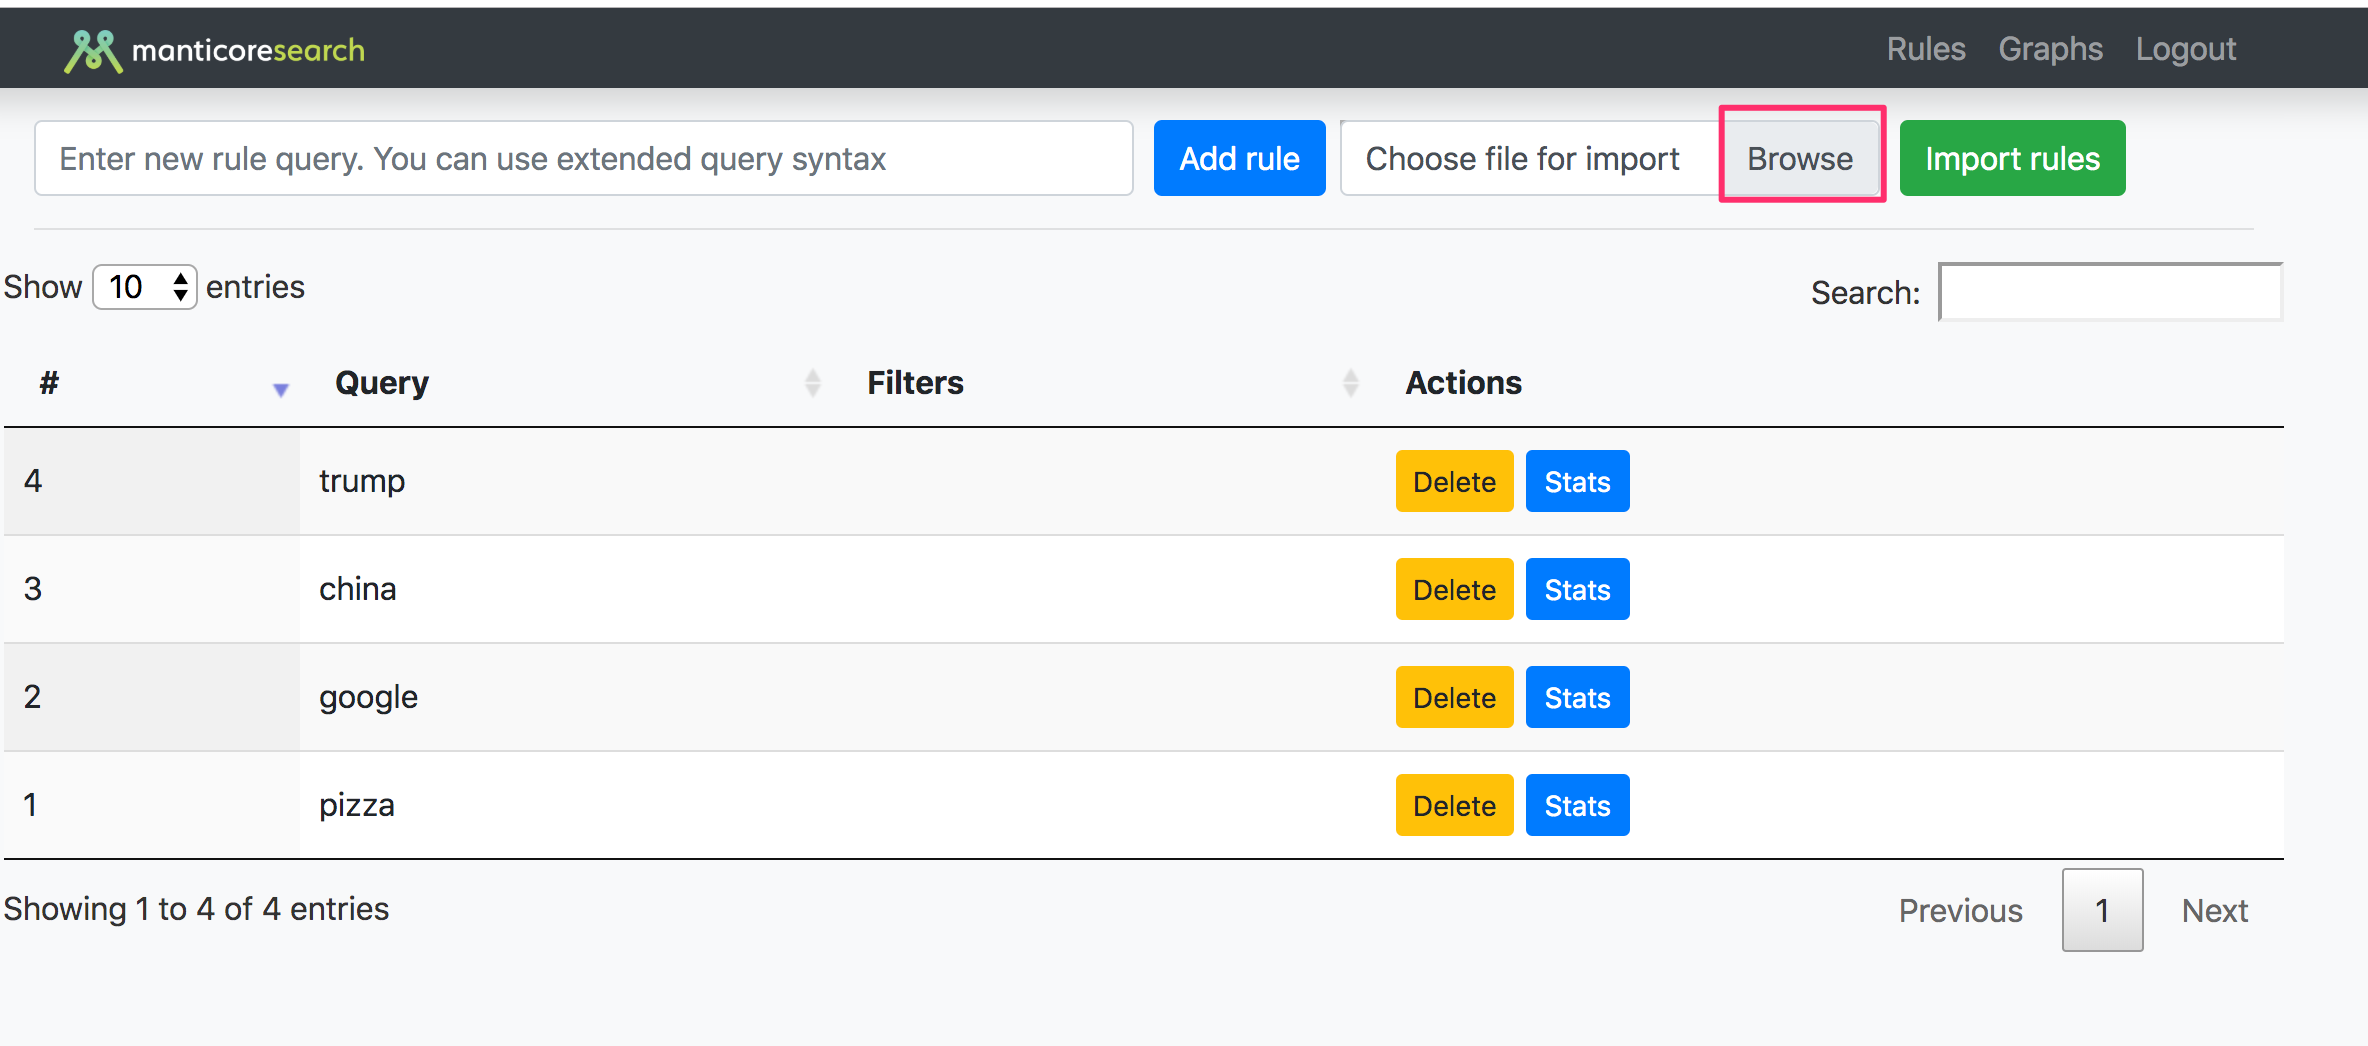 manticoresearch Rules Graphs Logout
Enter new rule query. You can use extended query syntax Add rule Choose file for import Browse Import rules
Show 10 entries Search:
# Query Filters Actions
4 trump Delete Stats
3 china Delete Stats
2 google Delete Stats
1 pizza Delete Stats
Showing 1 to 4 of 4 entries Previous 1 Next